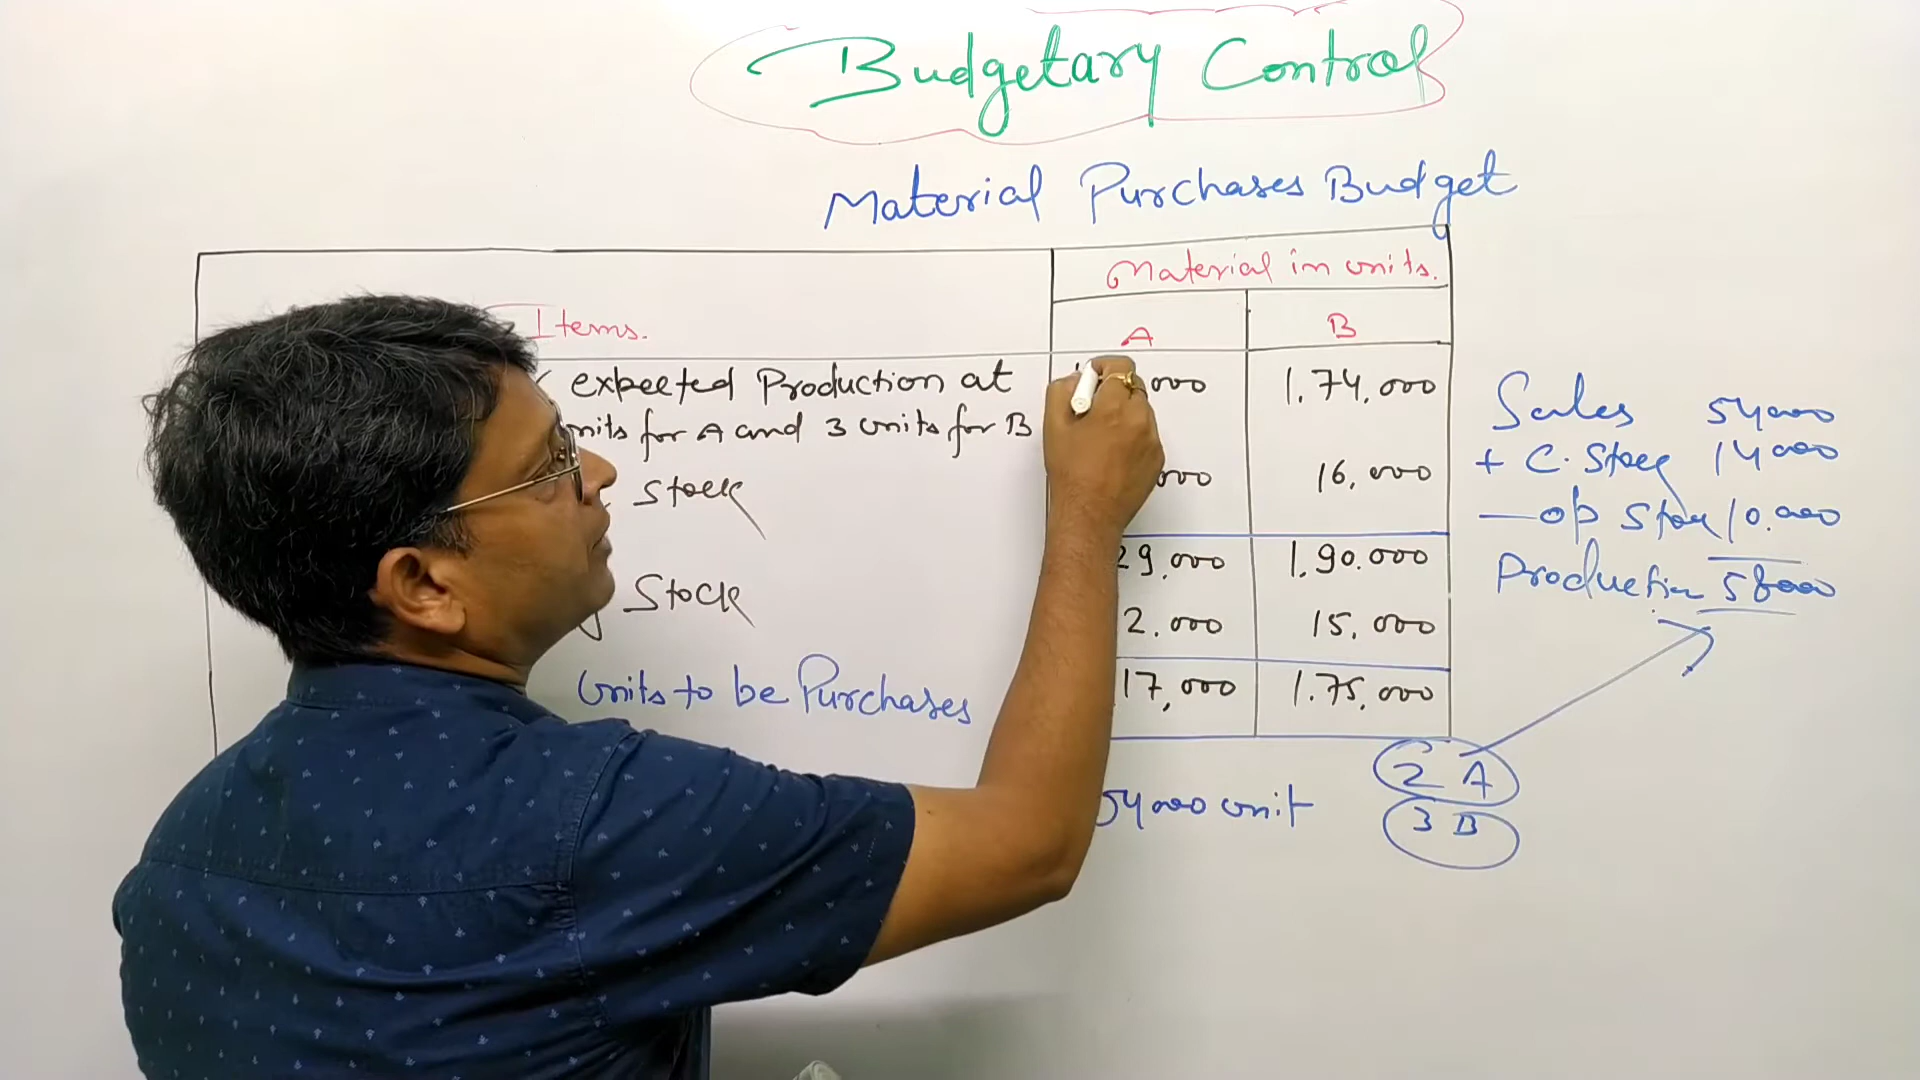 Budgetary Control
Material Purchases Budget
Material in units.
Items.
A B
expected Production at 000 1.74,000
nits for A and 3 units for B
Stock 000 16,000
29,000 1.90.000
Stock 2.000 15,000
Units to be Purchases 17,000 1.75,000
54000 unit
2 A
3 B
Sales 54000
+ C. Stock 14000
- op Stock 10.000
Production 58000